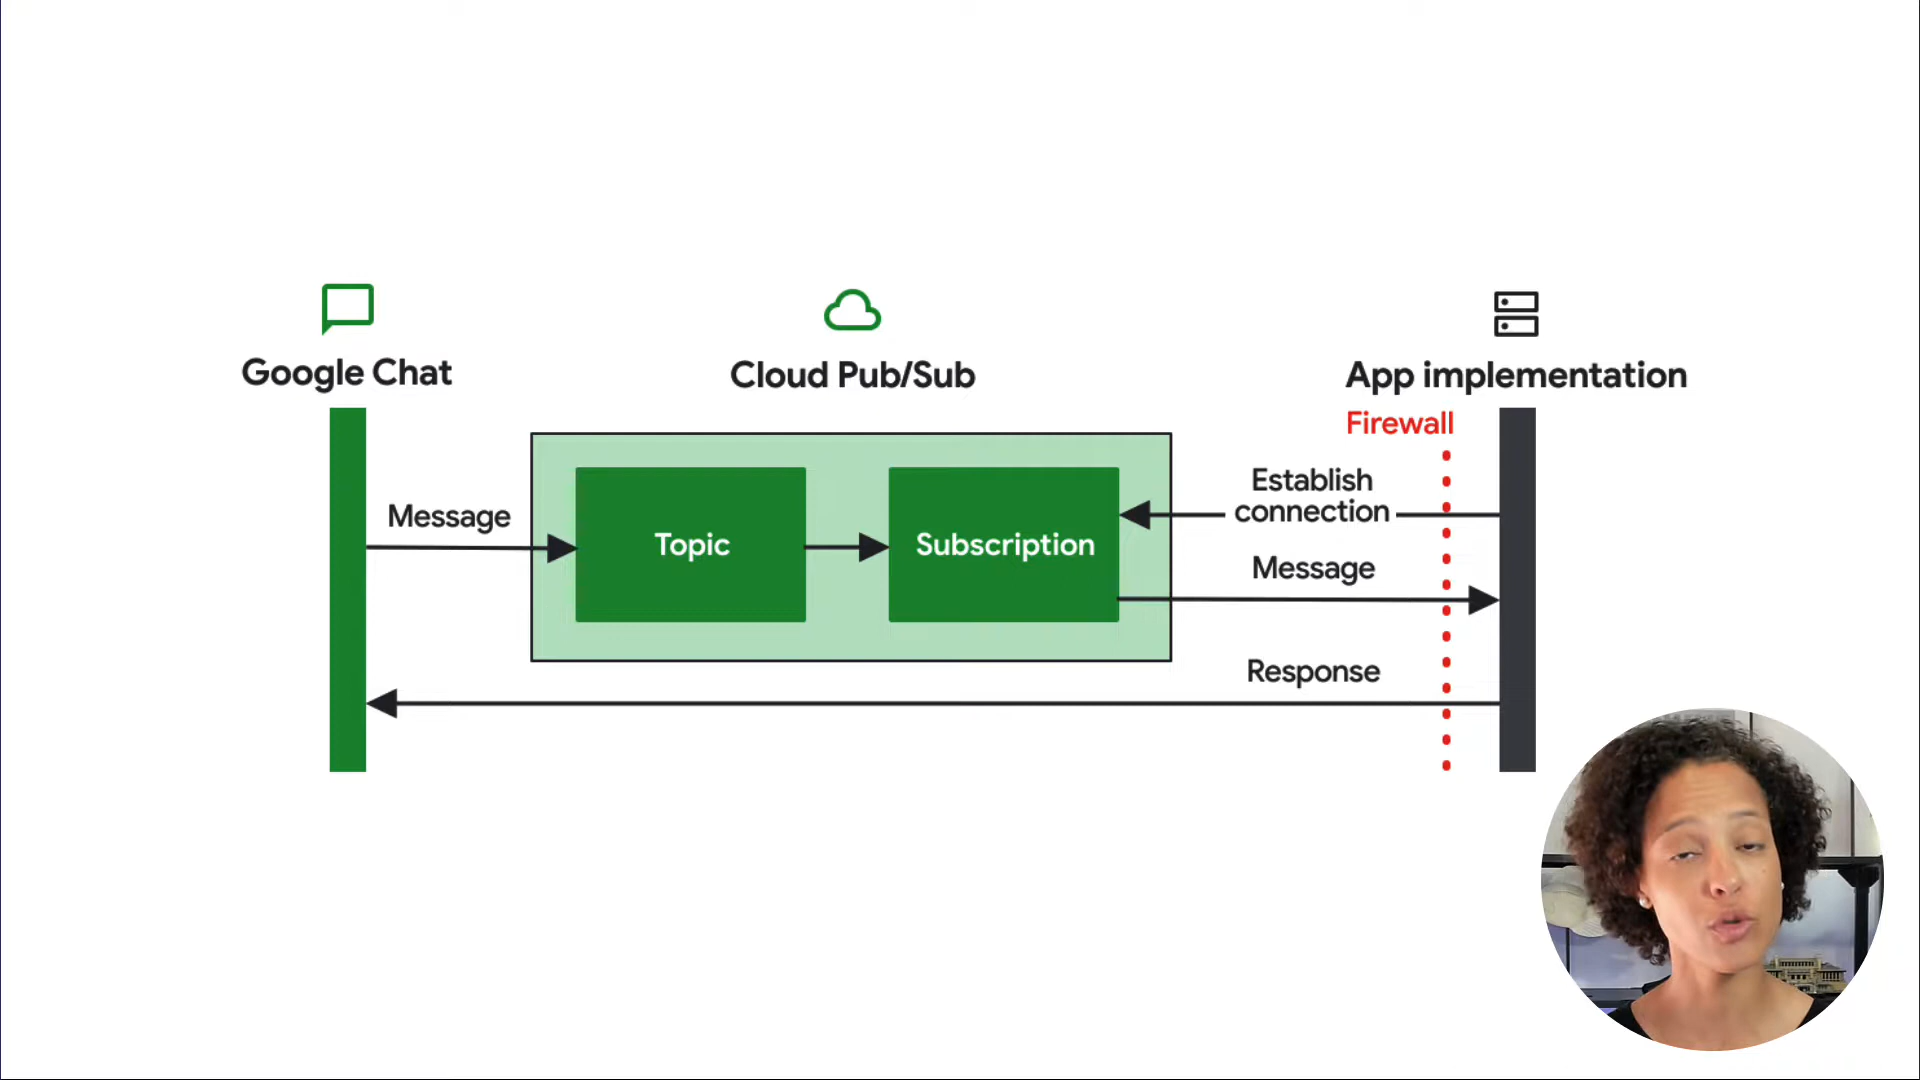 Google Chat
Cloud Pub/Sub
App implementation
Firewall
Establish
connection
Message
Topic
Subscription
Message
Response